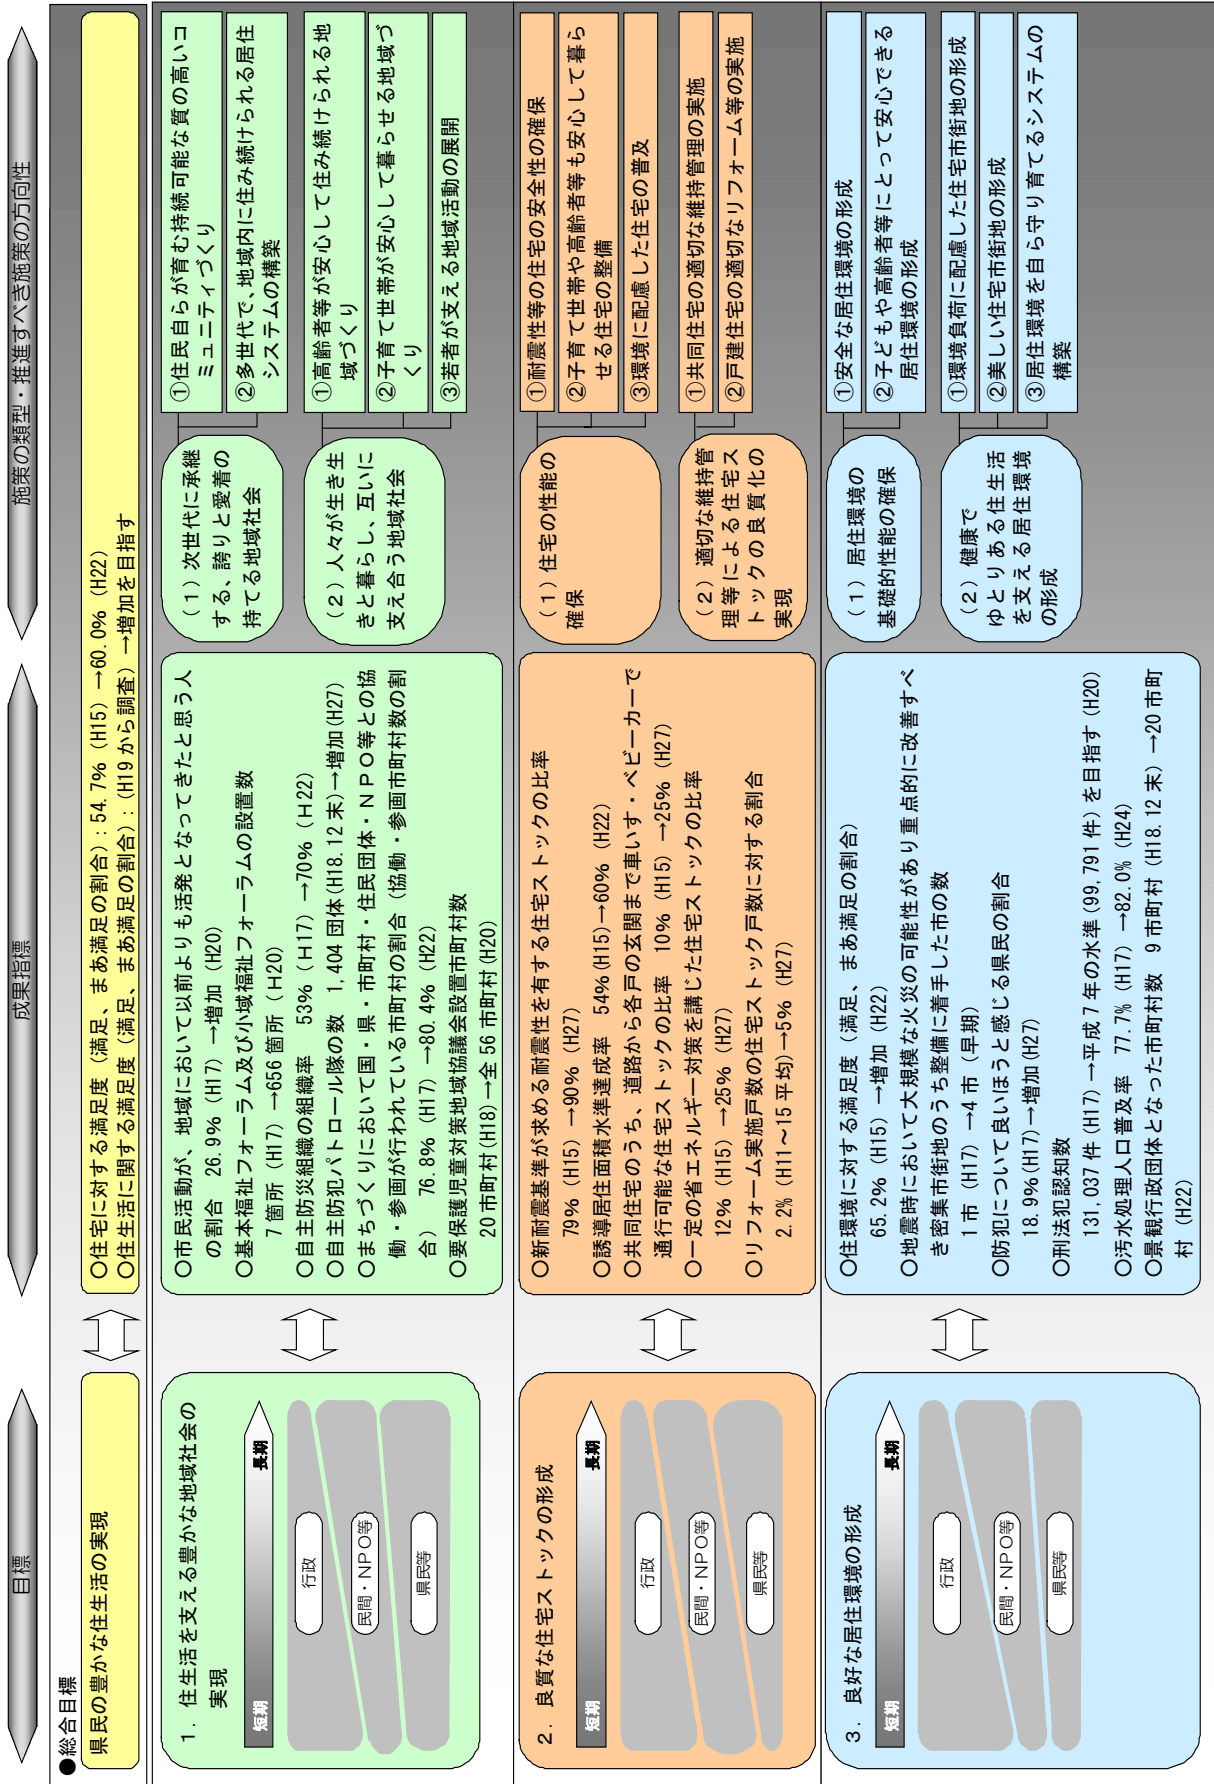 目標
成果指標
施策の類型・推進すべき施策の方向性
●総合目標
県民の豊かな住生活の実現
○住宅に対する満足度（満足、まあ満足の割合）：54.7％（H15）→60.0％（H22）
○住生活に関する満足度（満足、まあ満足の割合）：（H19から調査）→増加を目指す
１．住生活を支える豊かな地域社会の
実現
短期
長期
行政
民間・ＮＰＯ等
県民等
○市民活動が、地域において以前よりも活発となってきたと思う人
の割合　26.9％（H17）→増加（H20）
○基本福祉フォーラム及び小域福祉フォーラムの設置数
7箇所（H17）→656箇所（H20）
○自主防災組織の組織率　53％（H17）→70％（H22）
○自主防犯パトロール隊の数　1,404団体(H18.12末)→増加(H27)
○まちづくりにおいて国・県・市町村・住民団体・ＮＰＯ等との協
働・参画が行われている市町村の割合（協働・参画市町村数の割
合）　76.8％（H17）→80.4％（H22）
○要保護児童対策地域協議会設置市町村数
20市町村(H18)→全56市町村(H20)
（１）次世代に承継
する、誇りと愛着の
持てる地域社会
①住民自らが育む持続可能な質の高いコ
ミュニティづくり
②多世代で、地域内に住み続けられる居住
システムの構築
（２）人々が生き生
きと暮らし、互いに
支え合う地域社会
①高齢者等が安心して住み続けられる地
域づくり
②子育て世帯が安心して暮らせる地域づ
くり
③若者が支える地域活動の展開
２．良質な住宅ストックの形成
短期
長期
行政
民間・ＮＰＯ等
県民等
○新耐震基準が求める耐震性を有する住宅ストックの比率
79％（H15）→90％（H27）
○誘導居住面積水準達成率　54％(H15)→60％（H22）
○共同住宅のうち、道路から各戸の玄関まで車いす・ベビーカーで
通行可能な住宅ストックの比率　10％（H15）→25％（H27）
○一定の省エネルギー対策を講じた住宅ストックの比率
12％（H15）→25％（H27）
○リフォーム実施戸数の住宅ストック戸数に対する割合
2.2％（H11～15平均)→5％（H27）
（１）住宅の性能の
確保
①耐震性等の住宅の安全性の確保
②子育て世帯や高齢者等も安心して暮ら
せる住宅の整備
③環境に配慮した住宅の普及
（２）適切な維持管
理等による住宅ス
トックの良質化の
実現
①共同住宅の適切な維持管理の実施
②戸建住宅の適切なリフォーム等の実施
３．良好な居住環境の形成
短期
長期
行政
民間・ＮＰＯ等
県民等
○住環境に対する満足度（満足、まあ満足の割合）
65.2％（H15）→増加（H22）
○地震時において大規模な火災の可能性があり重点的に改善すべ
き密集市街地のうち整備に着手した市の数
1市（H17）→4市（早期）
○防犯について良いほうと感じる県民の割合
18.9％(H17)→増加(H27)
○刑法犯認知数
131,037件（H17）→平成7年の水準(99,791件)を目指す（H20）
○汚水処理人口普及率　77.7％（H17）→82.0％（H24）
○景観行政団体となった市町村数　9市町村（H18.12末）→20市町
村（H22）
（１）居住環境の
基礎的性能の確保
①安全な居住環境の形成
②子どもや高齢者等にとって安心できる
居住環境の形成
（２）健康で
ゆとりある住生活
を支える居住環境
の形成
①環境負荷に配慮した住宅市街地の形成
②美しい住宅市街地の形成
③居住環境を自ら守り育てるシステムの
構築